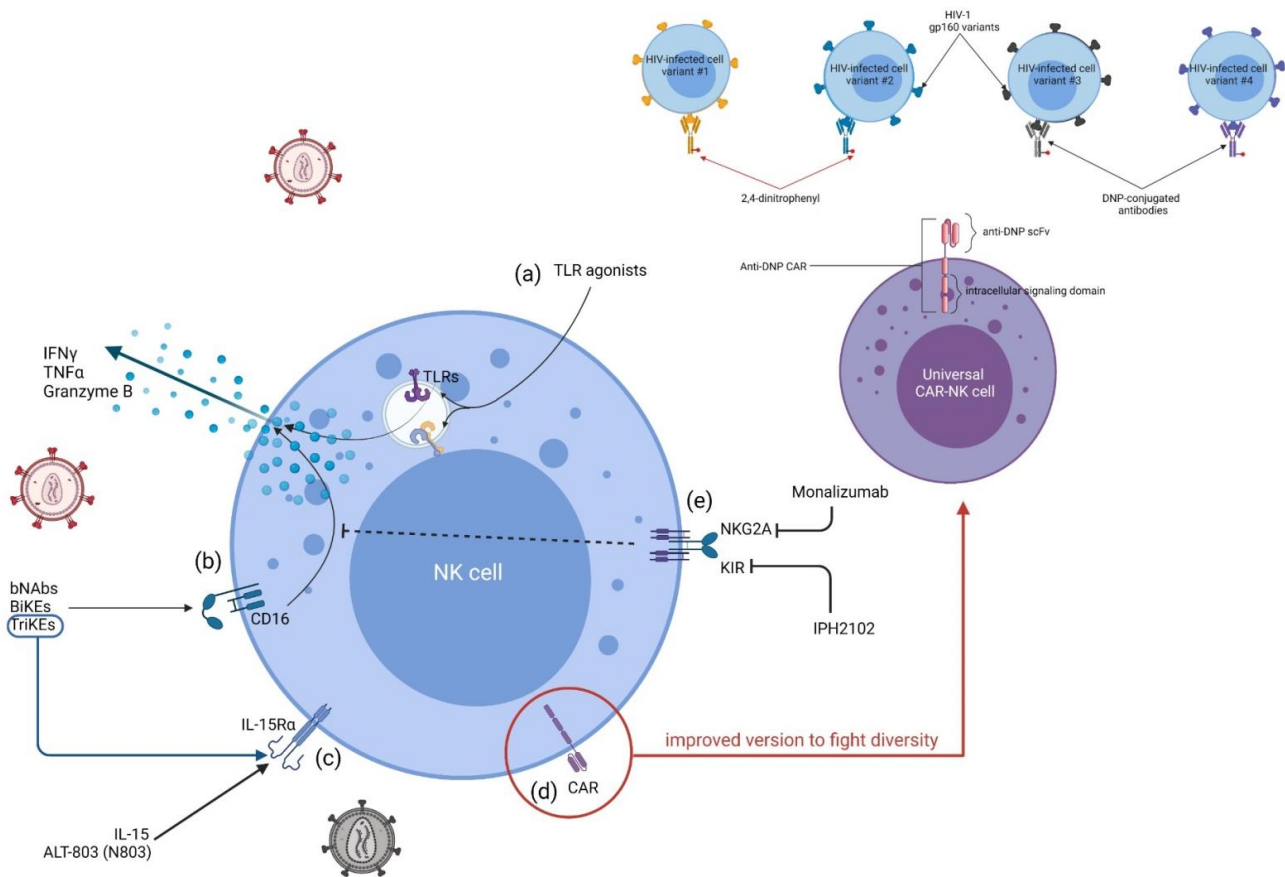 HIV-1
gp160 variants
HIV-infected cell
variant #1
HIV-infected cell
variant #2
HIV-infected cell
variant #3
HIV-infected cell
variant #4
2,4-dinitrophenyl
DNP-conjugated
antibodies
anti-DNP scFv
Anti-DNP CAR
intracellular signaling domain
Universal
CAR-NK cell
(a)
TLR agonists
TLRs
IFNγ
TNFα
Granzyme B
(e)
Monalizumab
NKG2A
KIR
IPH2102
NK cell
(b)
bNAbs
BiKEs
TriKEs
CD16
IL-15Rα
(c)
IL-15
ALT-803 (N803)
(d)
CAR
improved version to fight diversity